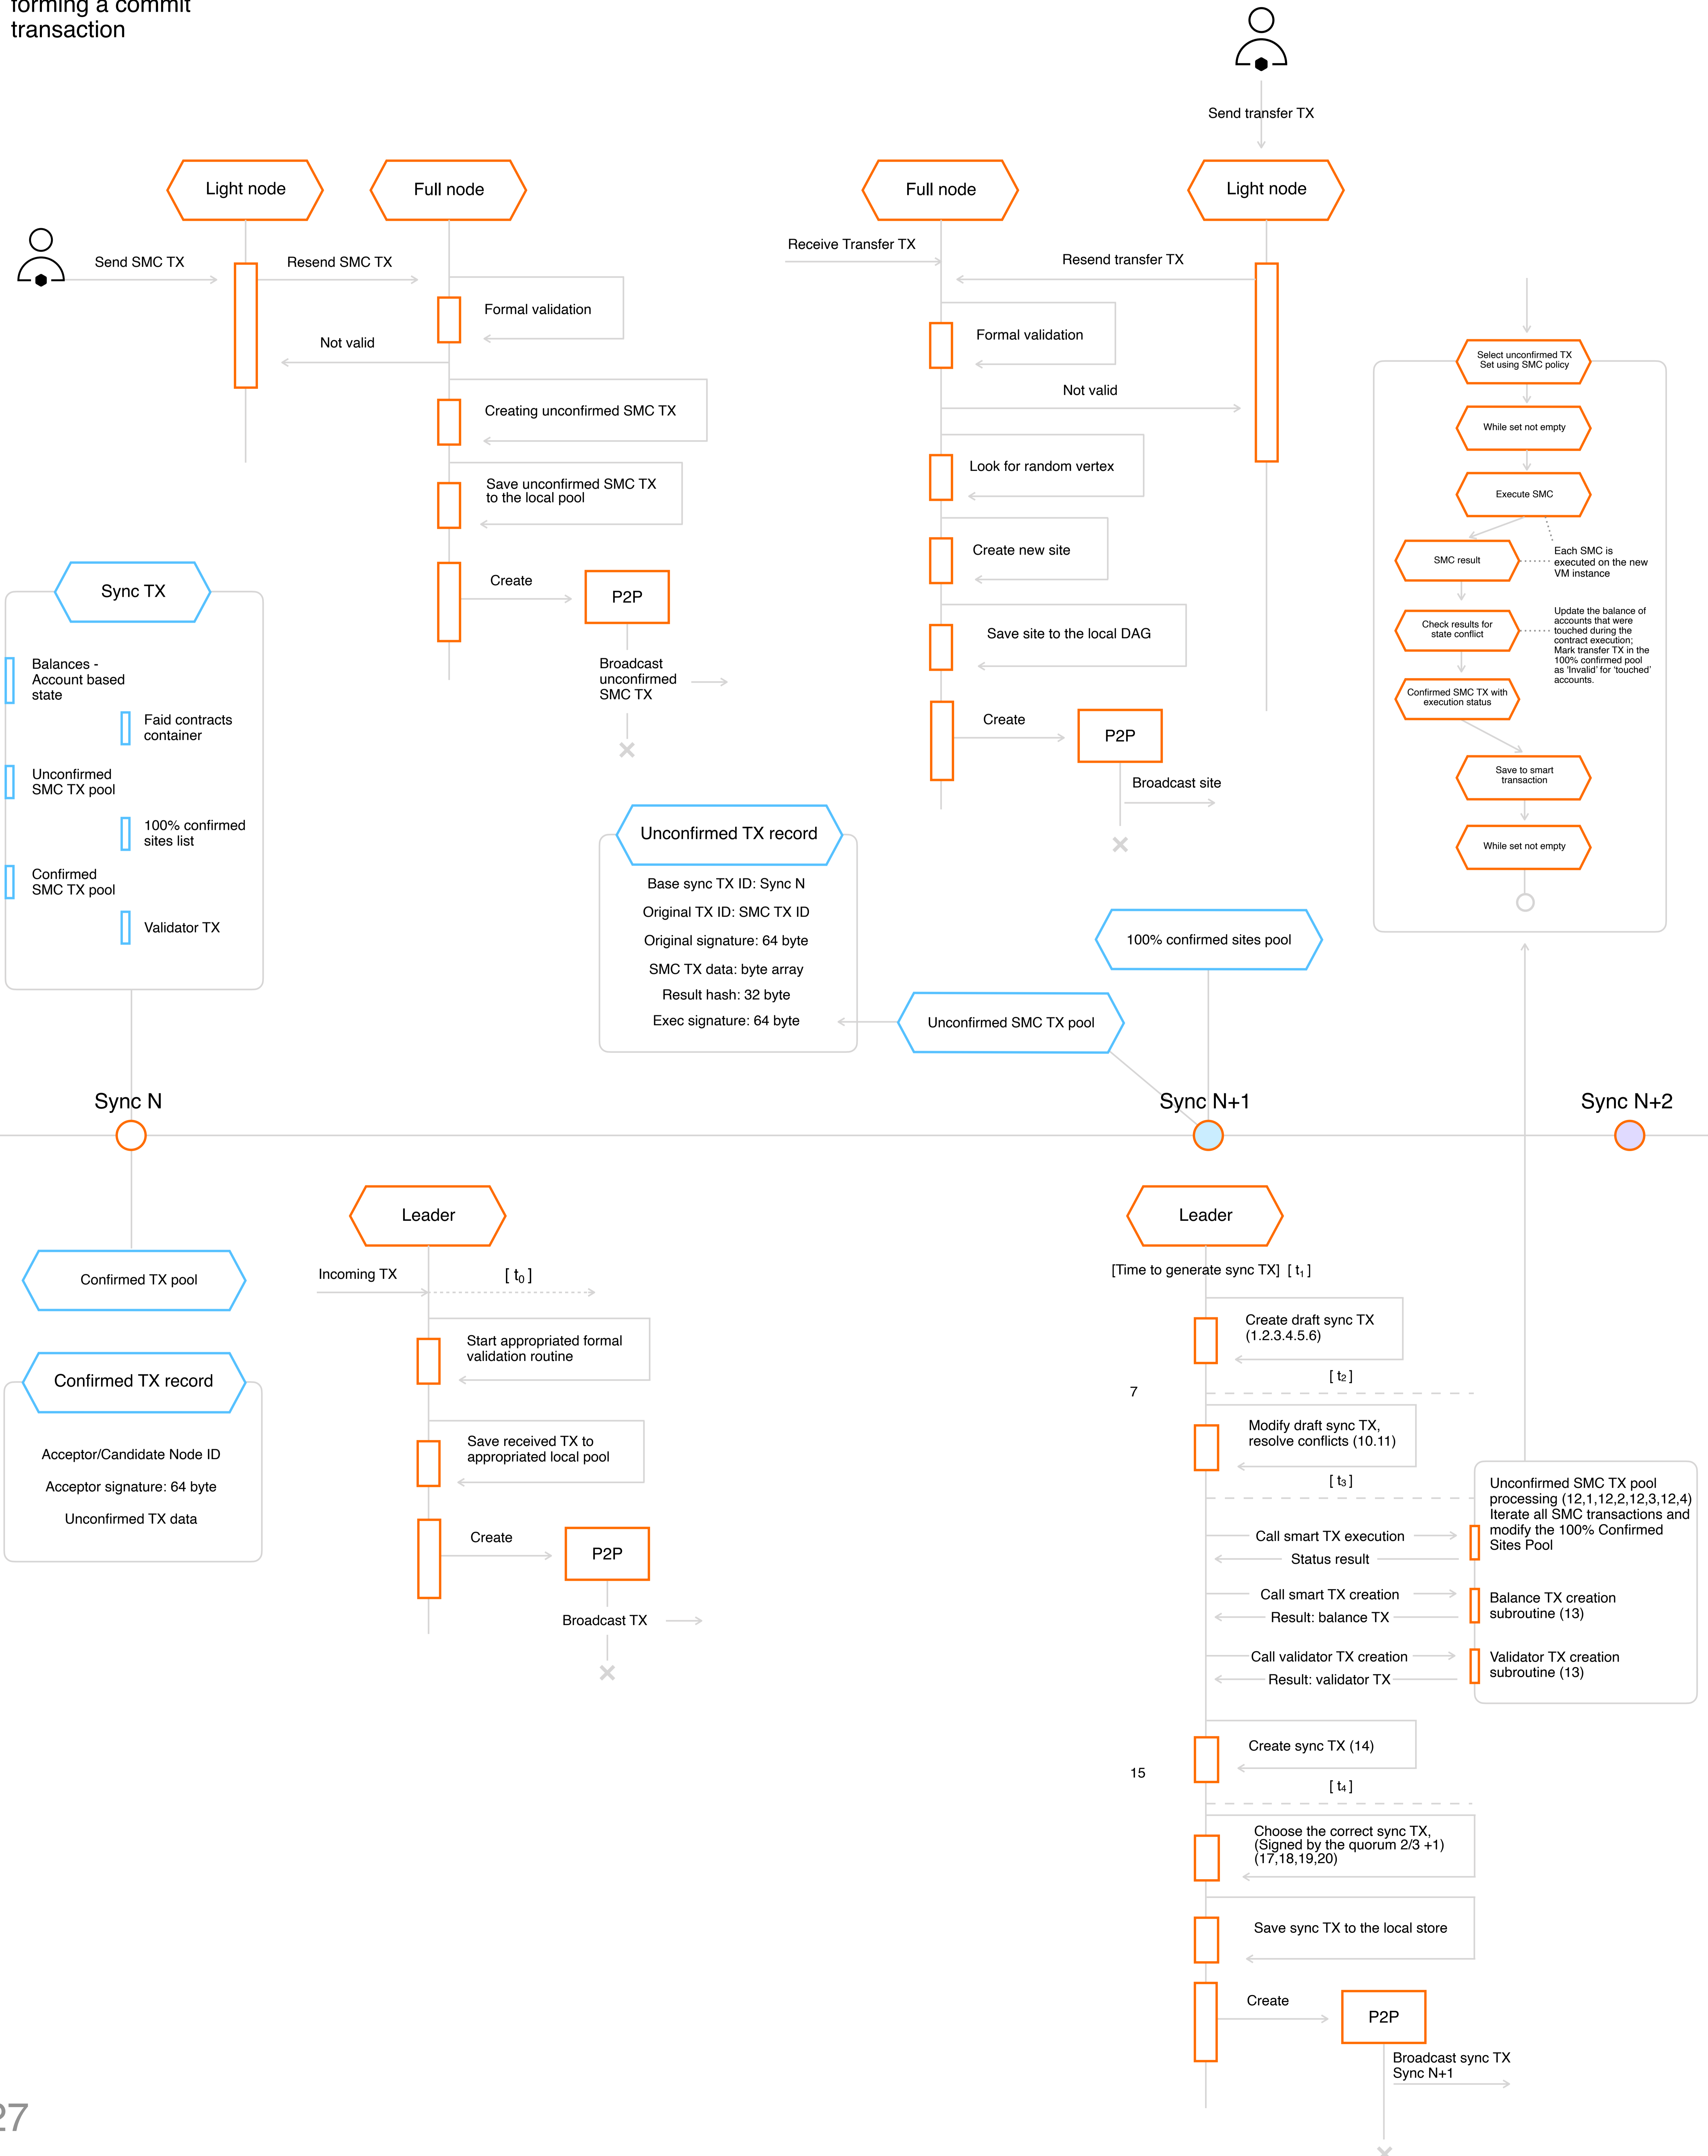 forming a commit
transaction
Send transfer TX
Light node
Full node
Full node
Light node
Send SMC TX
Resend SMC TX
Formal validation
Not valid
Creating unconfirmed SMC TX
Save unconfirmed SMC TX
to the local pool
Create
P2P
Broadcast
unconfirmed
SMC TX
Receive Transfer TX
Resend transfer TX
Formal validation
Not valid
Look for random vertex
Create new site
Save site to the local DAG
Create
P2P
Broadcast site
Select unconfirmed TX
Set using SMC policy
While set not empty
Execute SMC
SMC result
Each SMC is
executed on the new
VM instance
Check results for
state conflict
Update the balance of
accounts that were
touched during the
contract execution;
Mark transfer TX in the
100% confirmed pool
as 'Invalid' for 'touched'
accounts.
Confirmed SMC TX with
execution status
Save to smart
transaction
While set not empty
Sync TX
Balances -
Account based
state
Faid contracts
container
Unconfirmed
SMC TX pool
100% confirmed
sites list
Confirmed
SMC TX pool
Validator TX
Unconfirmed TX record
Base sync TX ID: Sync N
Original TX ID: SMC TX ID
Original signature: 64 byte
SMC TX data: byte array
Result hash: 32 byte
Exec signature: 64 byte
100% confirmed sites pool
Unconfirmed SMC TX pool
Sync N
Sync N+1
Sync N+2
Confirmed TX pool
Confirmed TX record
Acceptor/Candidate Node ID
Acceptor signature: 64 byte
Unconfirmed TX data
Leader
Incoming TX
[ t0 ]
Start appropriated formal
validation routine
Save received TX to
appropriated local pool
Create
P2P
Broadcast TX
Leader
[Time to generate sync TX] [ t1 ]
Create draft sync TX
(1.2.3.4.5.6)
[ t2 ]
7
Modify draft sync TX,
resolve conflicts (10.11)
[ t3 ]
Unconfirmed SMC TX pool
processing (12,1,12,2,12,3,12,4)
Iterate all SMC transactions and
modify the 100% Confirmed
Sites Pool
Call smart TX execution
Status result
Call smart TX creation
Result: balance TX
Balance TX creation
subroutine (13)
Call validator TX creation
Result: validator TX
Validator TX creation
subroutine (13)
Create sync TX (14)
15
[ t4 ]
Choose the correct sync TX,
(Signed by the quorum 2/3 +1)
(17,18,19,20)
Save sync TX to the local store
Create
P2P
Broadcast sync TX
Sync N+1
27